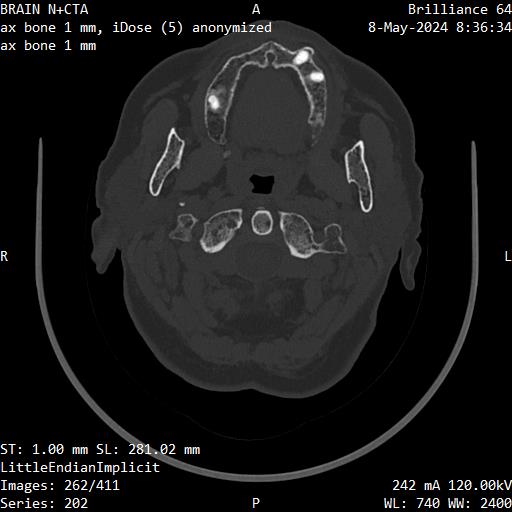 BRAIN N+CTA
A
Brilliance 64
ax bone 1 mm, iDose (5) anonymized
8-May-2024 8:36:34
ax bone 1 mm
R
L
ST: 1.00 mm SL: 281.02 mm
LittleEndianImplicit
Images: 262/411
242 mA 120.00kV
Series: 202
P
WL: 740 WW: 2400